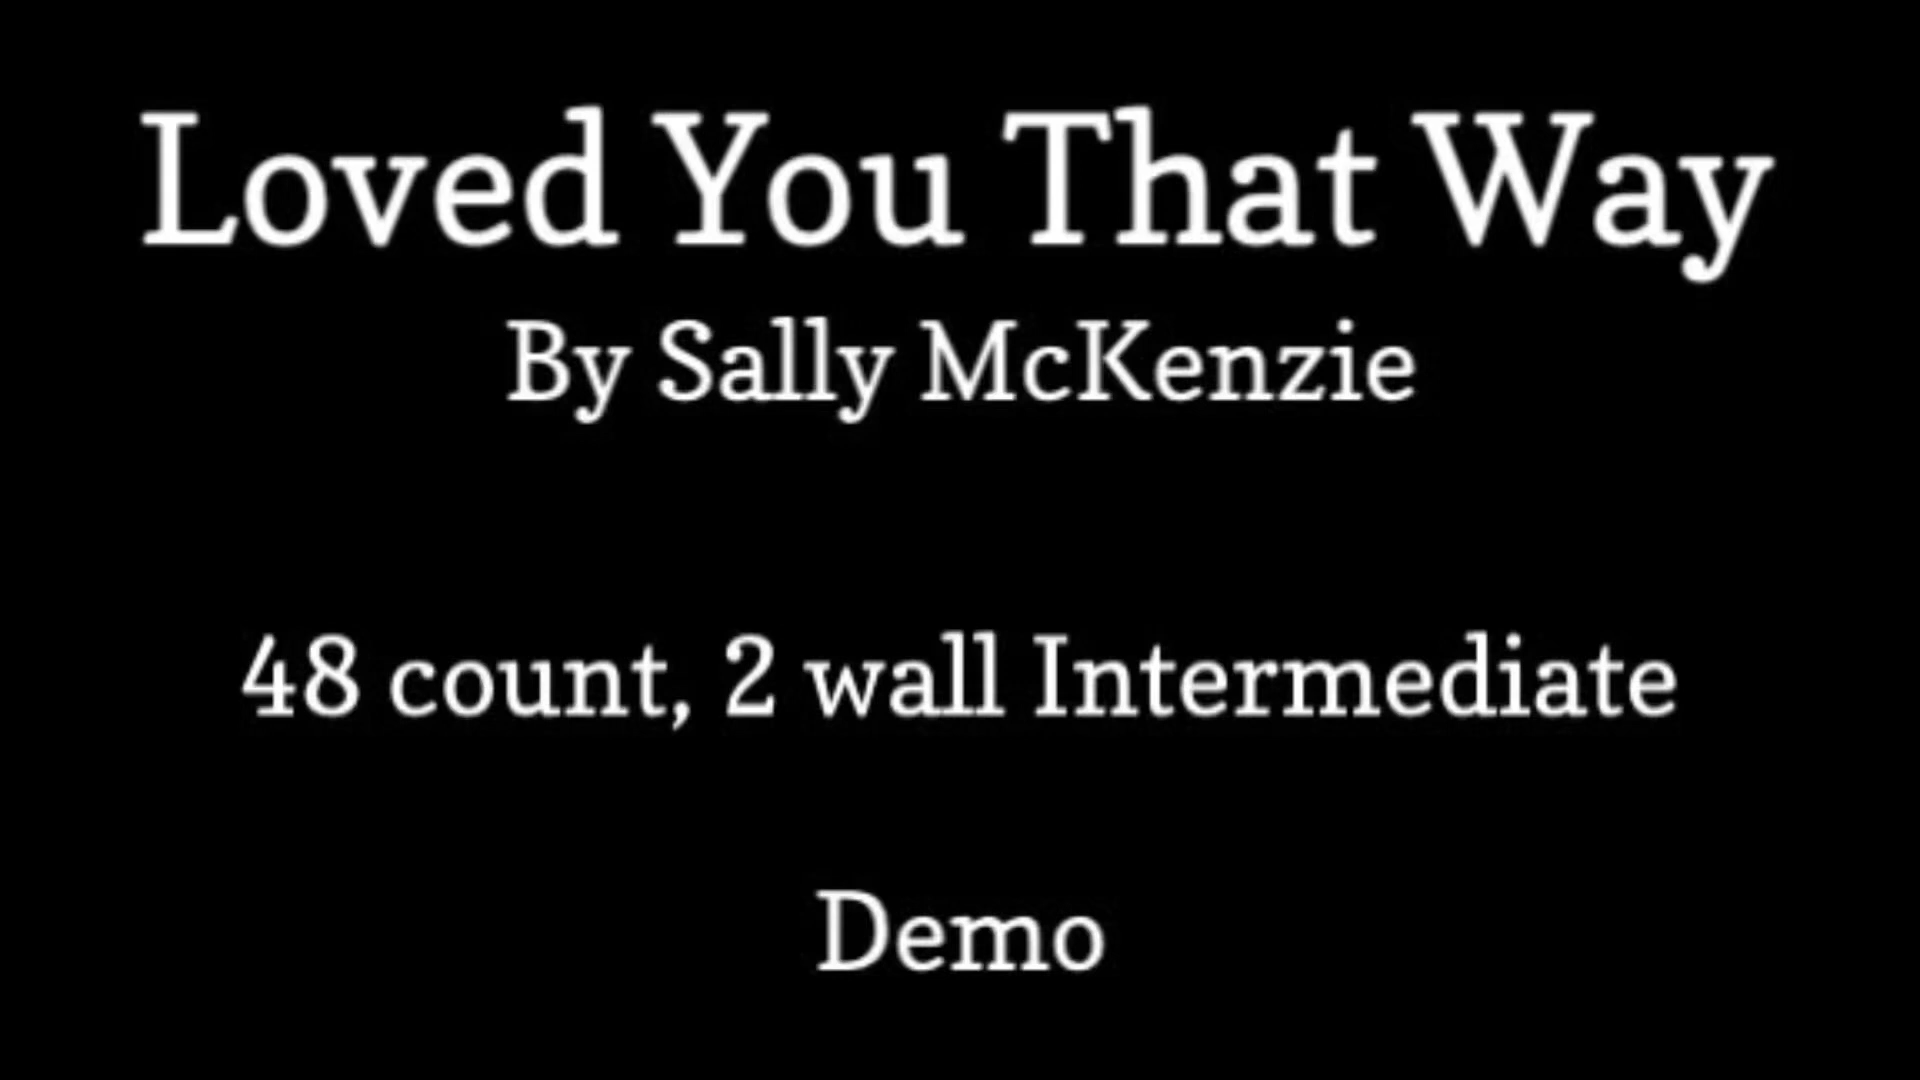 Loved You That Way
By Sally McKenzie
48 count, 2 wall Intermediate
Demo